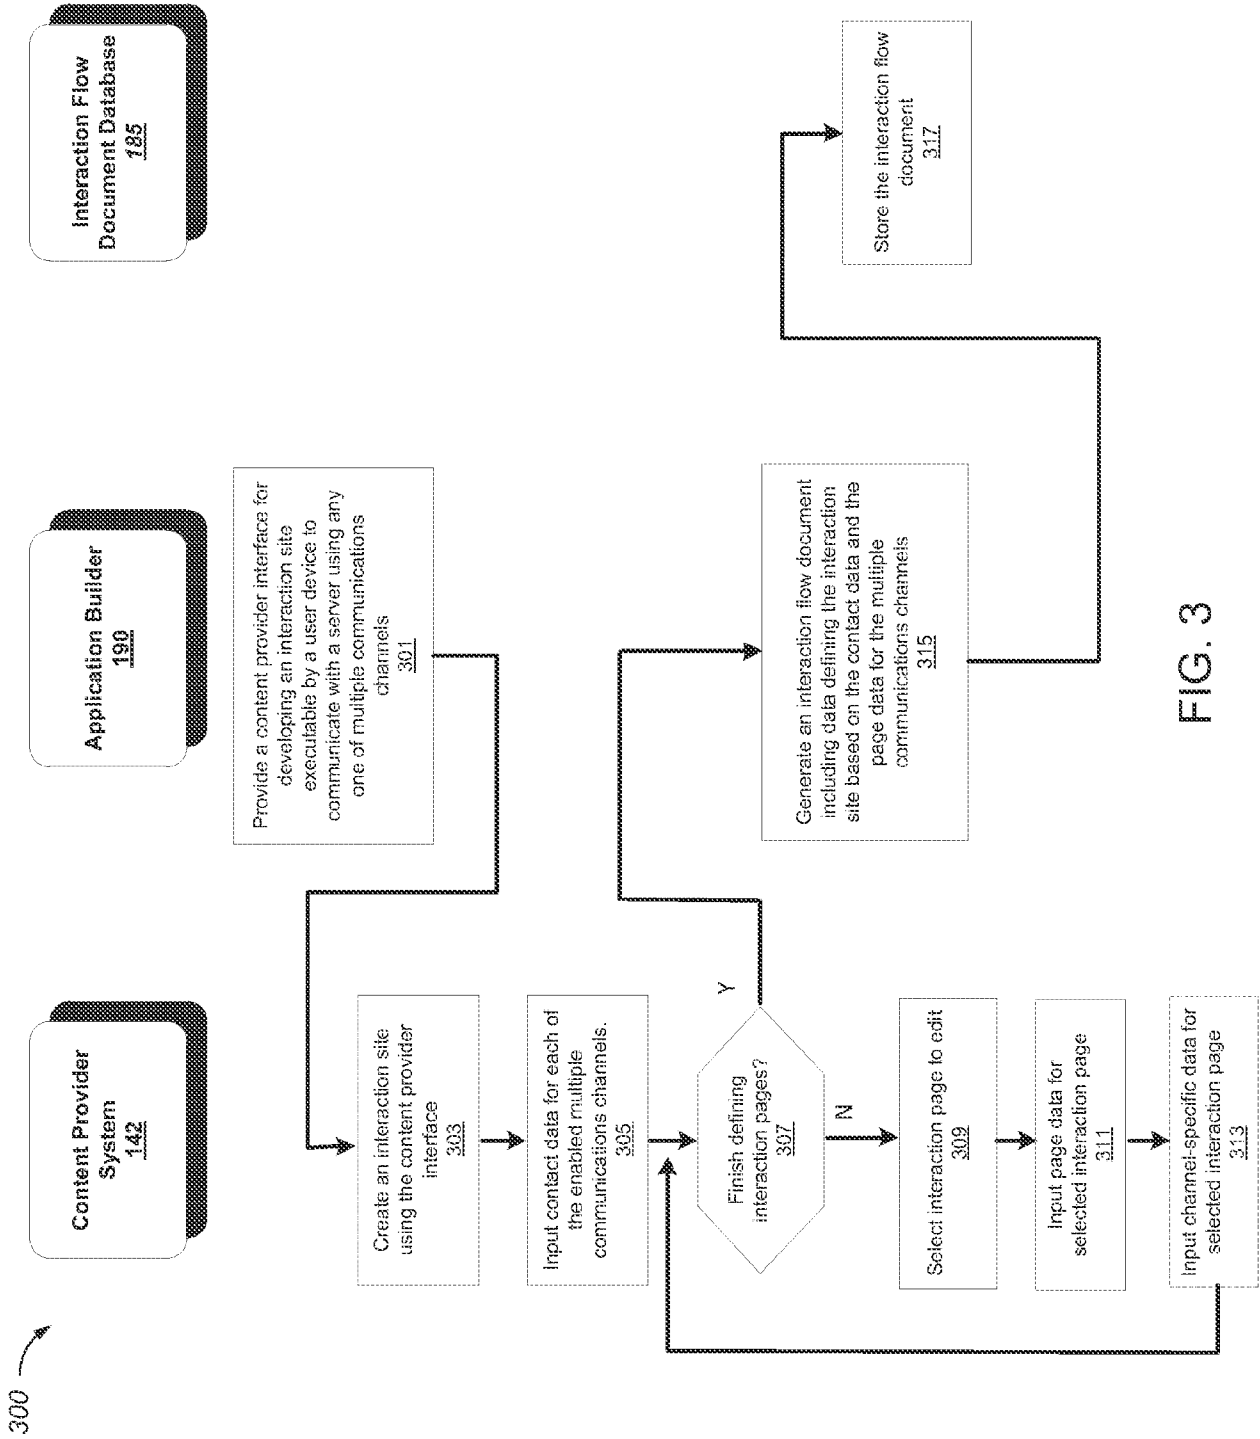 300
Content Provider
System
142
Application Builder
190
Interaction Flow
Document Database
185
Provide a content provider interface for
developing an interaction site
executable by a user device to
communicate with a server using any
one of multiple communications
channels
301
Create an interaction site
using the content provider
interface
303
Input contact data for each of
the enabled multiple
communications channels.
305
Finish defining
interaction pages?
307
Y
N
Select interaction page to edit
309
Input page data for
selected interaction page
311
Input channel-specific data for
selected interaction page
313
Generate an interaction flow document
including data defining the interaction
site based on the contact data and the
page data for the multiple
communications channels
315
Store the interaction flow
document
317
FIG. 3